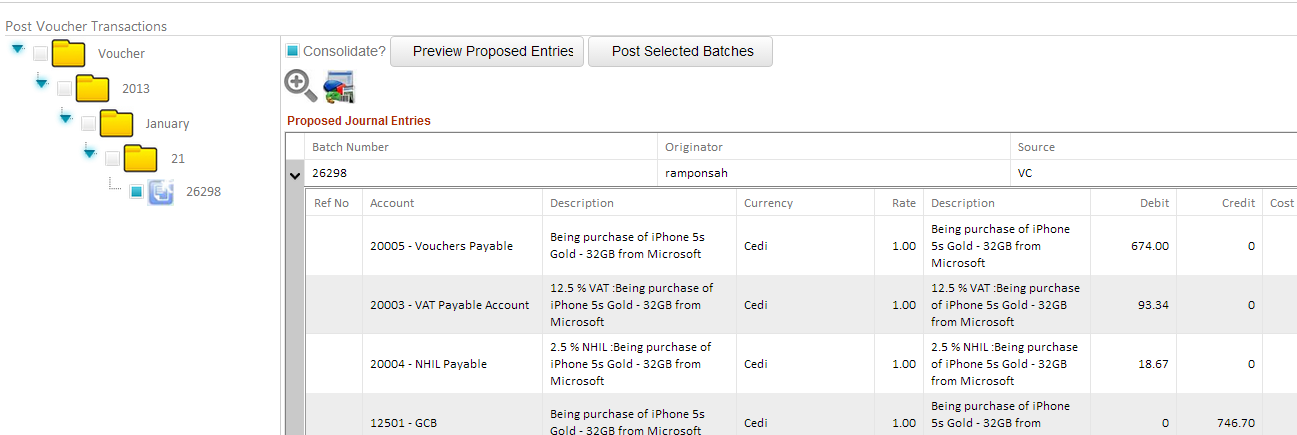 Post Voucher Transactions
Voucher
2013
January
21
26298
Consolidate? Preview Proposed Entries Post Selected Batches
Proposed Journal Entries
Batch Number Originator Source
26298 ramponsah VC
Ref No Account Description Currency Rate Description Debit Credit Cost
20005 - Vouchers Payable
Being purchase of iPhone 5s
Gold - 32GB from Microsoft
Cedi
1.00
Being purchase of iPhone
5s Gold - 32GB from
Microsoft
674.00
0
20003 - VAT Payable Account
12.5 % VAT :Being purchase of
iPhone 5s Gold - 32GB from
Microsoft
Cedi
1.00
12.5 % VAT :Being purchase
of iPhone 5s Gold - 32GB
from Microsoft
93.34
0
20004 - NHIL Payable
2.5 % NHIL :Being purchase of
iPhone 5s Gold - 32GB from
Microsoft
Cedi
1.00
2.5 % NHIL :Being purchase
of iPhone 5s Gold - 32GB
from Microsoft
18.67
0
12501 - GCB
Being purchase of iPhone 5s
Gold - 32GB from Microsoft
Cedi
1.00
Being purchase of iPhone
5s Gold - 32GB from
0
746.70